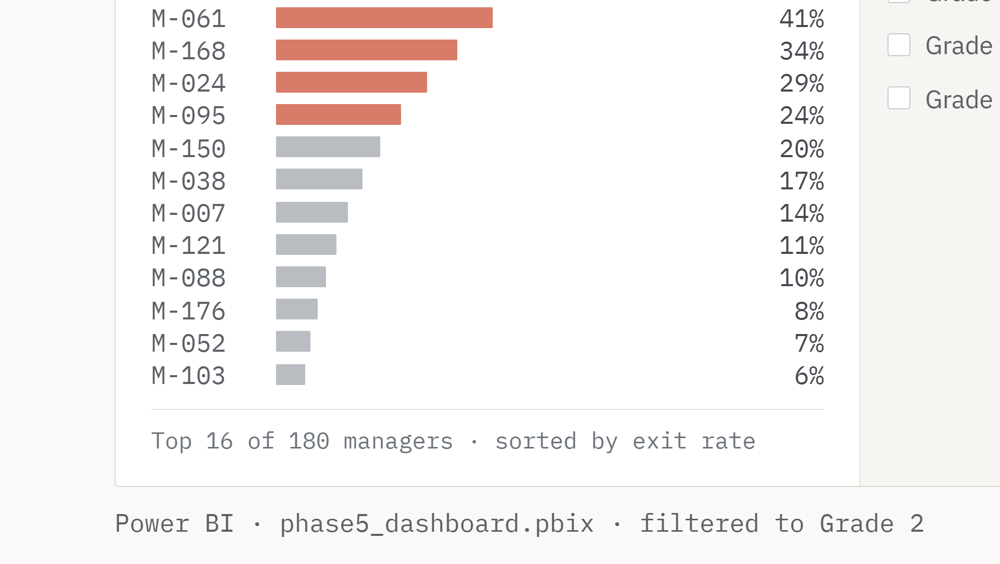 M-061 41%
M-168 34%
M-024 29%
M-095 24%
M-150 20%
M-038 17%
M-007 14%
M-121 11%
M-088 10%
M-176 8%
M-052 7%
M-103 6%
Top 16 of 180 managers · sorted by exit rate
Grade
Grade
Power BI · phase5_dashboard.pbix · filtered to Grade 2